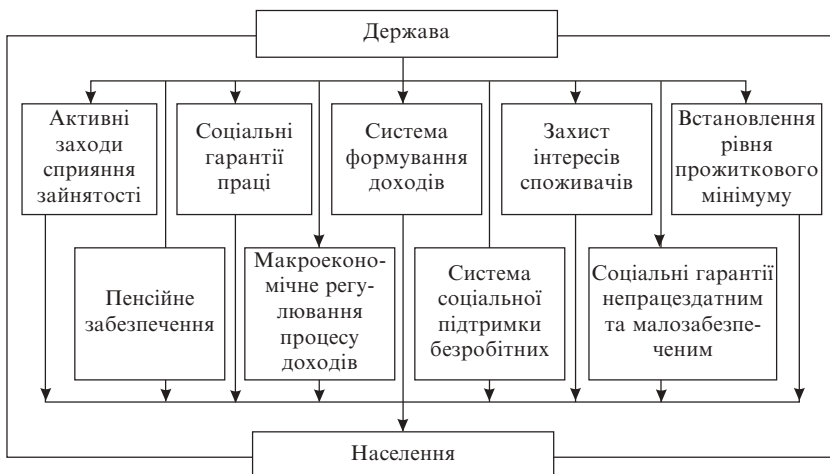 Держава
Активні
заходи
сприяння
зайнятості
Соціальні
гарантії
праці
Система
формування
доходів
Захист
інтересів
споживачів
Встановлення
рівня
прожиткового
мінімуму
Пенсійне
забезпечення
Макроеконо-
мічне регу-
лювання
процесу
доходів
Система
соціальної
підтримки
безробітних
Соціальні гарантії
непрацездатним
та малозабезпе-
ченим
Населення